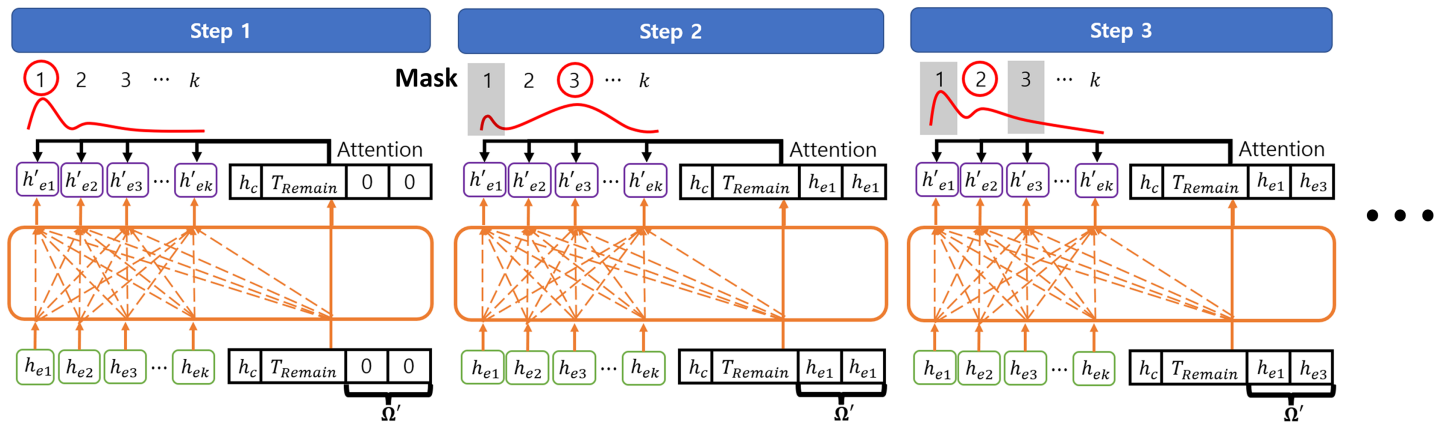 Step 1
1 2 3 ⋯ k
Attention
h'e1 h'e2 h'e3 ⋯ h'ek hc TRemain 0 0
he1 he2 he3 ⋯ hek hc TRemain 0 0
Ω′
Step 2
Mask 1 2 3 ⋯ k
Attention
h'e1 h'e2 h'e3 ⋯ h'ek hc TRemain he1 he1
he1 he2 he3 ⋯ hek hc TRemain he1 he1
Ω′
Step 3
1 2 3 ⋯ k
Attention
h'e1 h'e2 h'e3 ⋯ h'ek hc TRemain he1 he3
he1 he2 he3 ⋯ hek hc TRemain he1 he3
Ω′
• • •